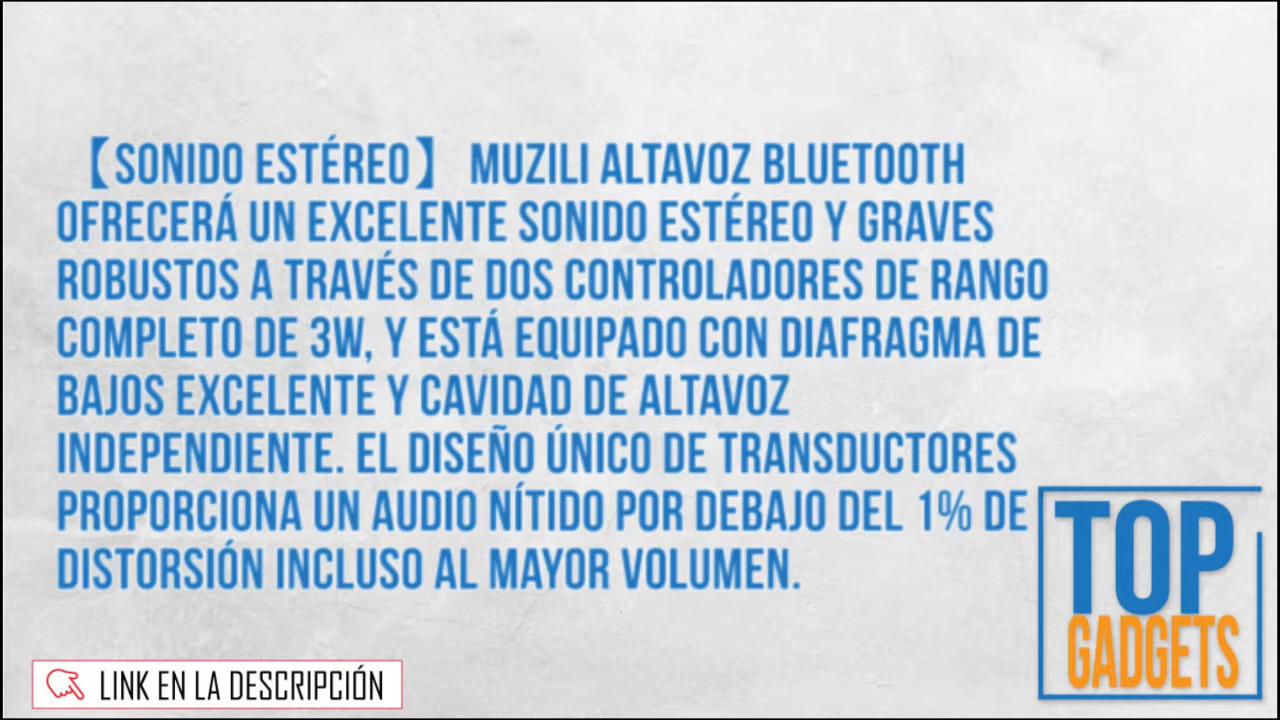 【SONIDO ESTÉREO】 MUZILI ALTAVOZ BLUETOOTH
OFRECERÁ UN EXCELENTE SONIDO ESTÉREO Y GRAVES
ROBUSTOS A TRAVÉS DE DOS CONTROLADORES DE RANGO
COMPLETO DE 3W, Y ESTÁ EQUIPADO CON DIAFRAGMA DE
BAJOS EXCELENTE Y CAVIDAD DE ALTAVOZ
INDEPENDIENTE. EL DISEÑO ÚNICO DE TRANSDUCTORES
PROPORCIONA UN AUDIO NÍTIDO POR DEBAJO DEL 1% DE
DISTORSIÓN INCLUSO AL MAYOR VOLUMEN.
TOP
GADGETS
LINK EN LA DESCRIPCIÓN